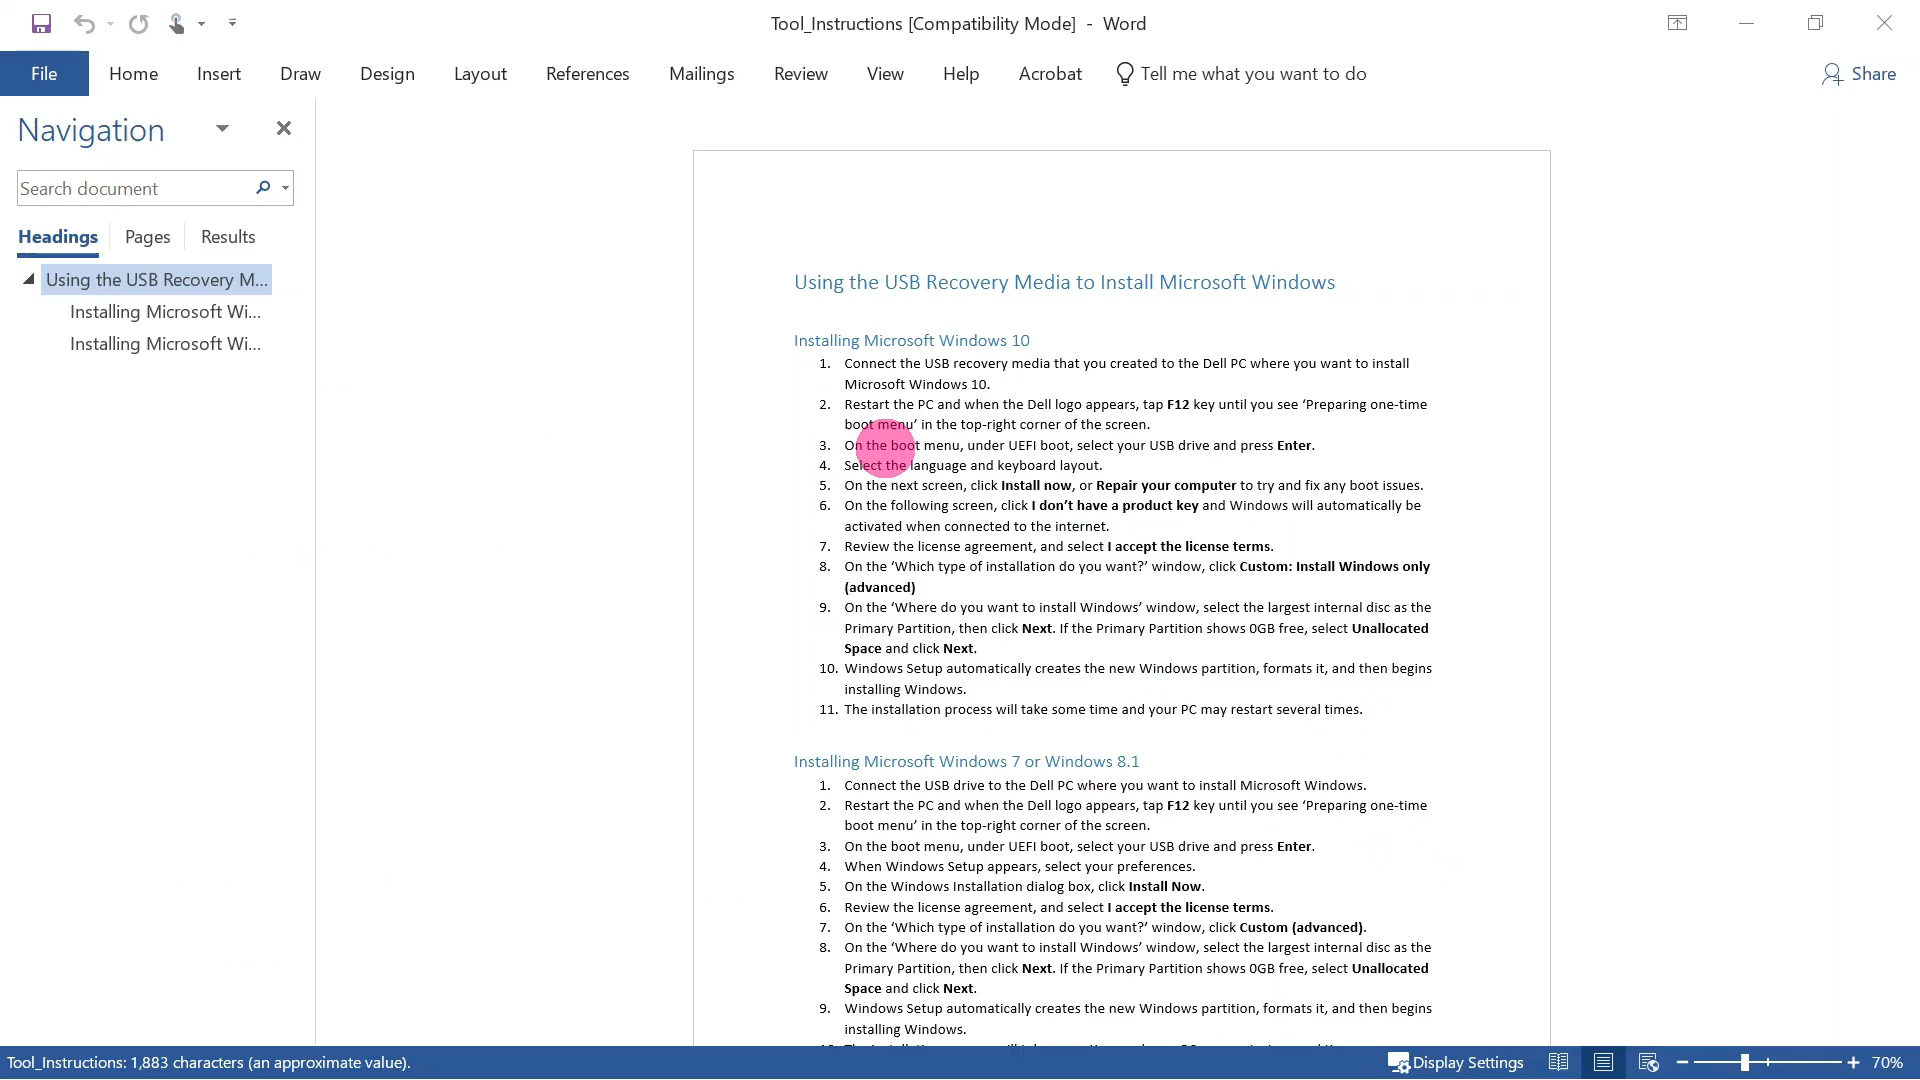 Tool_Instructions [Compatibility Mode] - Word
File Home Insert Draw Design Layout References Mailings Review View Help Acrobat Tell me what you want to do Share
Navigation
Search document
Headings Pages Results
Using the USB Recovery M...
Installing Microsoft Wi...
Installing Microsoft Wi...
Using the USB Recovery Media to Install Microsoft Windows
Installing Microsoft Windows 10
1. Connect the USB recovery media that you created to the Dell PC where you want to install
Microsoft Windows 10.
2. Restart the PC and when the Dell logo appears, tap F12 key until you see ‘Preparing one-time
boot menu’ in the top-right corner of the screen.
3. On the boot menu, under UEFI boot, select your USB drive and press Enter.
4. Select the language and keyboard layout.
5. On the next screen, click Install now, or Repair your computer to try and fix any boot issues.
6. On the following screen, click I don’t have a product key and Windows will automatically be
activated when connected to the internet.
7. Review the license agreement, and select I accept the license terms.
8. On the ‘Which type of installation do you want?’ window, click Custom: Install Windows only
(advanced)
9. On the ‘Where do you want to install Windows’ window, select the largest internal disc as the
Primary Partition, then click Next. If the Primary Partition shows 0GB free, select Unallocated
Space and click Next.
10. Windows Setup automatically creates the new Windows partition, formats it, and then begins
installing Windows.
11. The installation process will take some time and your PC may restart several times.
Installing Microsoft Windows 7 or Windows 8.1
1. Connect the USB drive to the Dell PC where you want to install Microsoft Windows.
2. Restart the PC and when the Dell logo appears, tap F12 key until you see ‘Preparing one-time
boot menu’ in the top-right corner of the screen.
3. On the boot menu, under UEFI boot, select your USB drive and press Enter.
4. When Windows Setup appears, select your preferences.
5. On the Windows Installation dialog box, click Install Now.
6. Review the license agreement, and select I accept the license terms.
7. On the ‘Which type of installation do you want?’ window, click Custom (advanced).
8. On the ‘Where do you want to install Windows’ window, select the largest internal disc as the
Primary Partition, then click Next. If the Primary Partition shows 0GB free, select Unallocated
Space and click Next.
9. Windows Setup automatically creates the new Windows partition, formats it, and then begins
installing Windows.
Tool_Instructions: 1,883 characters (an approximate value). Display Settings 70%